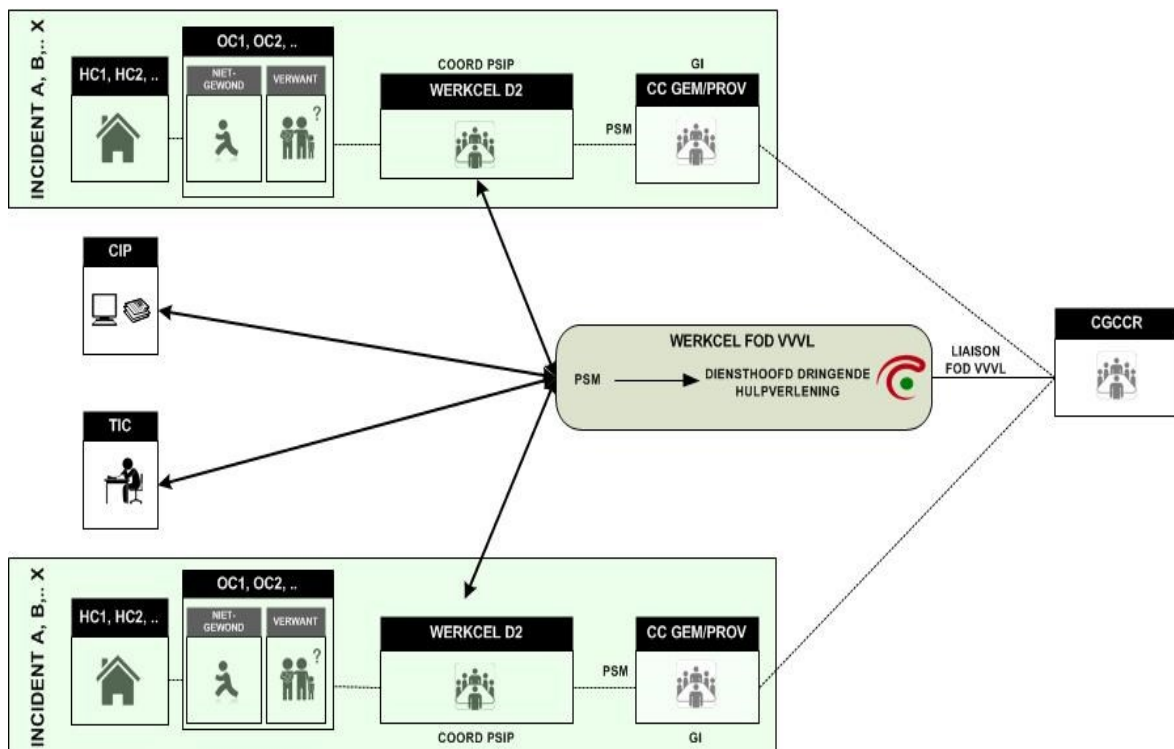 INCIDENT A, B,.. X
HC1, HC2, ..
OC1, OC2, ..
NIET-
GEWOND
VERWANT
?
COORD PSIP
WERKCEL D2
PSM
GI
CC GEM/PROV
CIP
TIC
WERKCEL FOD VVVL
PSM
DIENSTHOOFD DRINGENDE
HULPVERLENING
LIAISON
FOD VVVL
CGCCR
INCIDENT A, B,.. X
HC1, HC2, ..
OC1, OC2, ..
NIET-
GEWOND
VERWANT
?
WERKCEL D2
COORD PSIP
PSM
CC GEM/PROV
GI